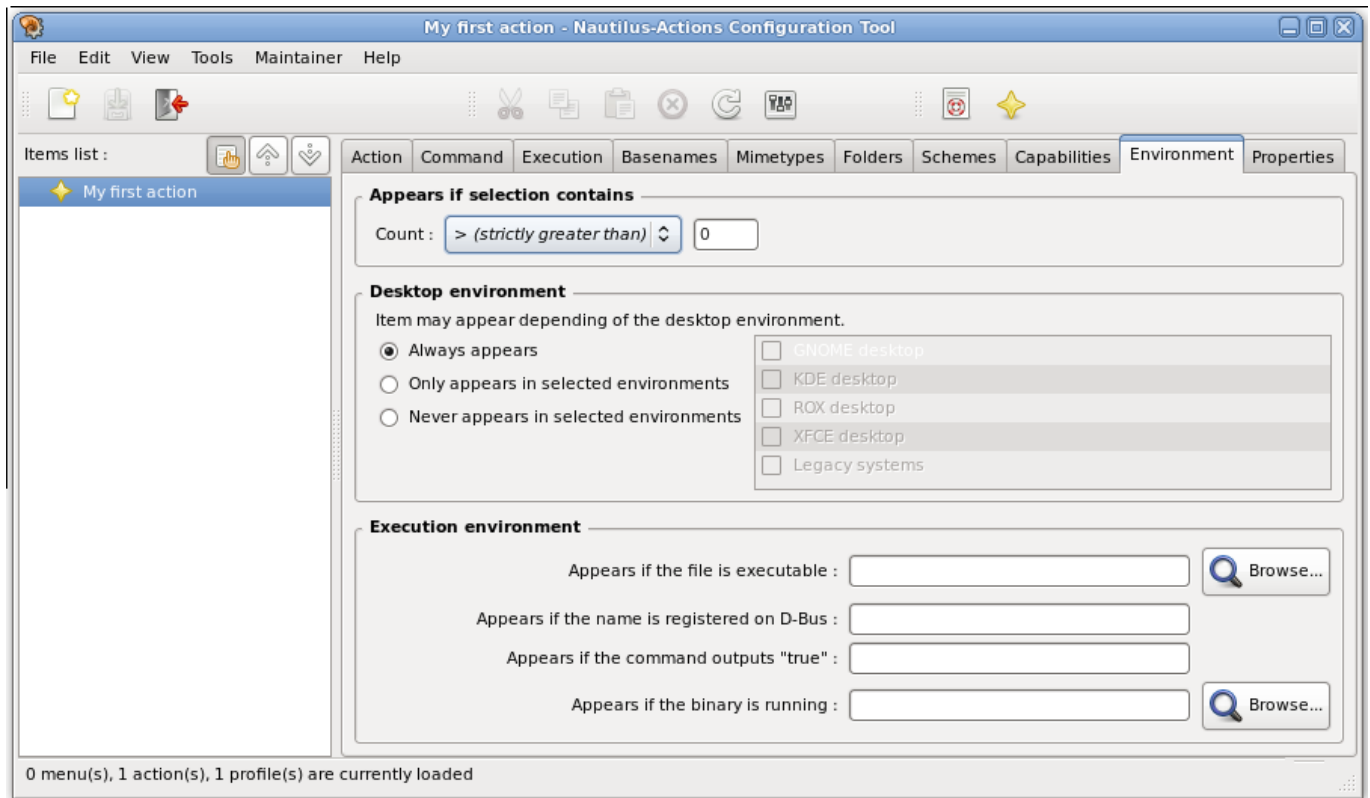 My first action - Nautilus-Actions Configuration Tool
File Edit View Tools Maintainer Help
Items list :
Action Command Execution Basenames Mimetypes Folders Schemes Capabilities Environment Properties
My first action
Appears if selection contains
Count : > (strictly greater than) 0
Desktop environment
Item may appear depending of the desktop environment.
Always appears
Only appears in selected environments
Never appears in selected environments
GNOME desktop
KDE desktop
ROX desktop
XFCE desktop
Legacy systems
Execution environment
Appears if the file is executable : Browse...
Appears if the name is registered on D-Bus :
Appears if the command outputs "true" :
Appears if the binary is running : Browse...
0 menu(s), 1 action(s), 1 profile(s) are currently loaded